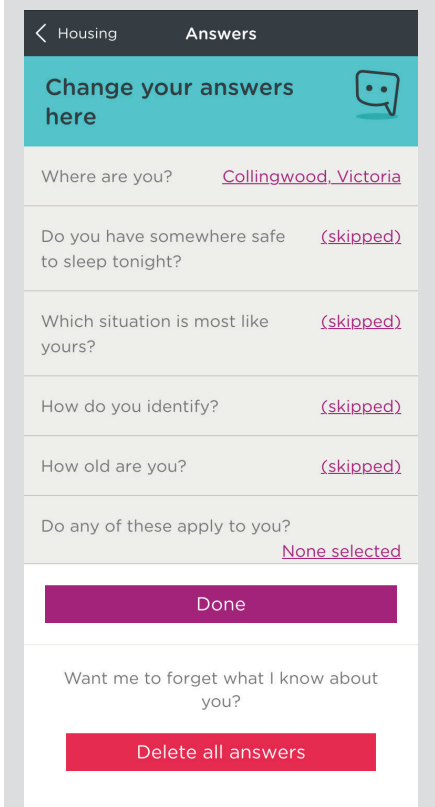 Housing Answers
Change your answers
here
Where are you? Collingwood, Victoria
Do you have somewhere safe (skipped)
to sleep tonight?
Which situation is most like (skipped)
yours?
How do you identify? (skipped)
How old are you? (skipped)
Do any of these apply to you?
None selected
Done
Want me to forget what I know about
you?
Delete all answers